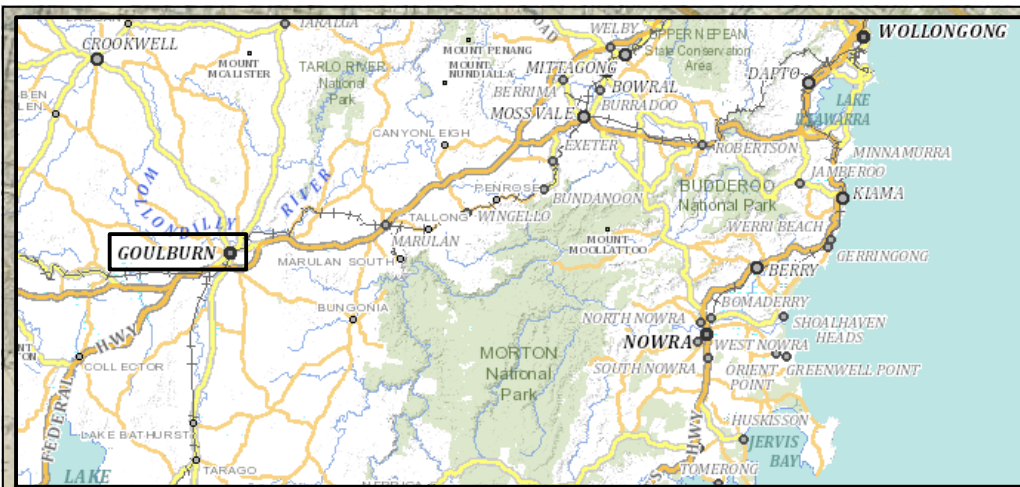 TARALGA
ROAD
WELBY
UPPER NEPEAN
State Conservation
Area
WOLLONGONG
CROOKWELL
MOUNT
MCALISTER
MOUNT PENANG
MOUNT
NUNDIALLA
MITTAGONG
DAPTO
TARLO RIVER
National
Park
BERRIMA
BOWRAL
BURRADOO
LAKE
ILLAWARRA
MOSS VALE
CANYONLEIGH
EXETER
ROBERTSON
MINNAMURRA
JAMBEROO
WOLLONDILLY
RIVER
PENROSE
BUNDANOON
BUDDEROO
National Park
KIAMA
TALLONG
WINGELLO
WERRI BEACH
GOULBURN
MARULAN
MOUNT
MOOLLATTOO
GERRINGONG
MARULAN SOUTH
BERRY
BUNGONIA
BOMADERRY
NORTH NOWRA
SHOALHAVEN
HEADS
NOWRA
WEST NOWRA
HWY
MORTON
National
Park
COLLECTOR
SOUTH NOWRA
ORIENT
POINT
GREENWELL POINT
FEDERAL
HUSKISSON
LAKE BATHURST
HWY
JERVIS
BAY
LAKE
TARAGO
TOMERONG